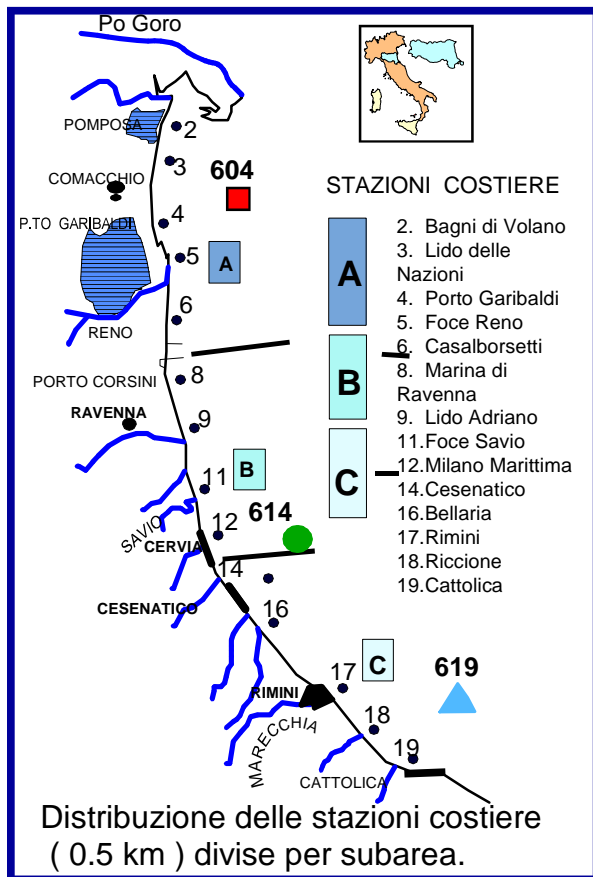 Po Goro
POMPOSA
2
3
604
COMACCHIO
P.TO GARIBALDI
4
5
A
6
RENO
PORTO CORSINI
8
RAVENNA
9
B
11
SAVIO
12
614
CERVIA
14
CESENATICO
16
17
C
619
RIMINI
MARECCHIA
18
19
CATTOLICA
STAZIONI COSTIERE
A
B
C
2. Bagni di Volano
3. Lido delle
Nazioni
4. Porto Garibaldi
5. Foce Reno
6. Casalborsetti
8. Marina di
Ravenna
9. Lido Adriano
11.Foce Savio
12.Milano Marittima
14.Cesenatico
16.Bellaria
17.Rimini
18.Riccione
19.Cattolica
Distribuzione delle stazioni costiere
( 0.5 km ) divise per subarea.